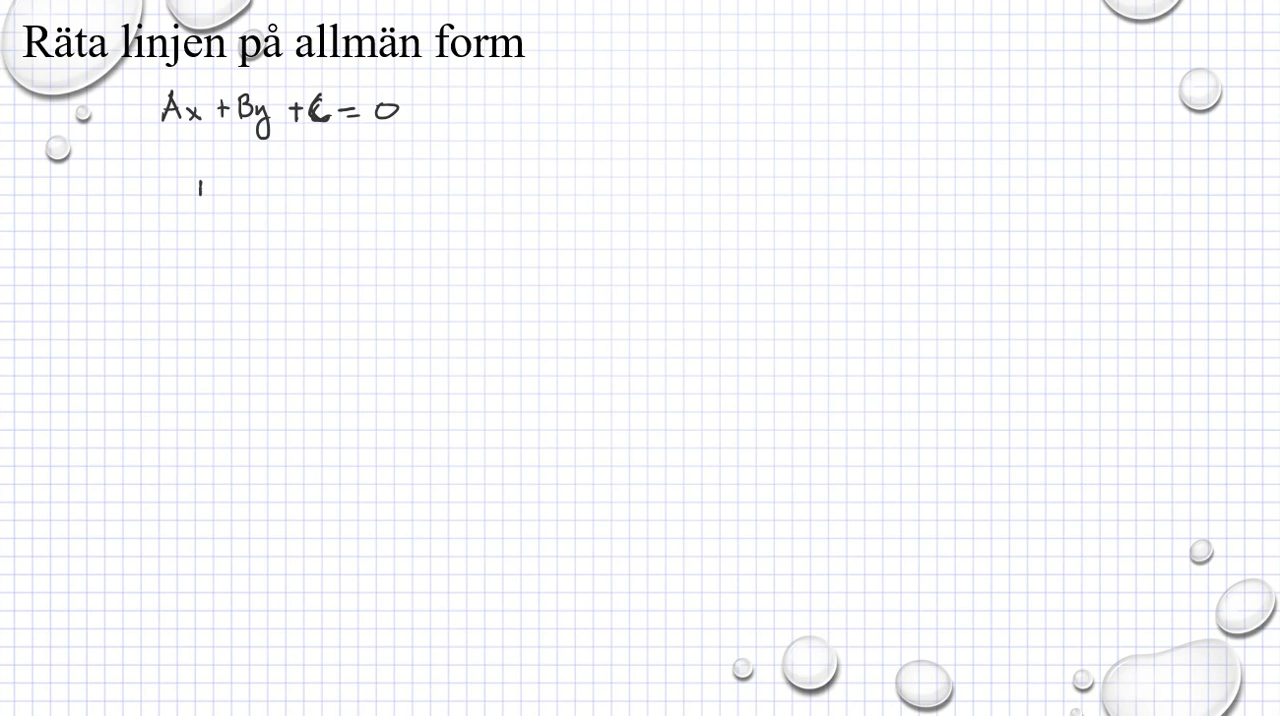 Räta linjen på allmän form
Ax + By + C = 0